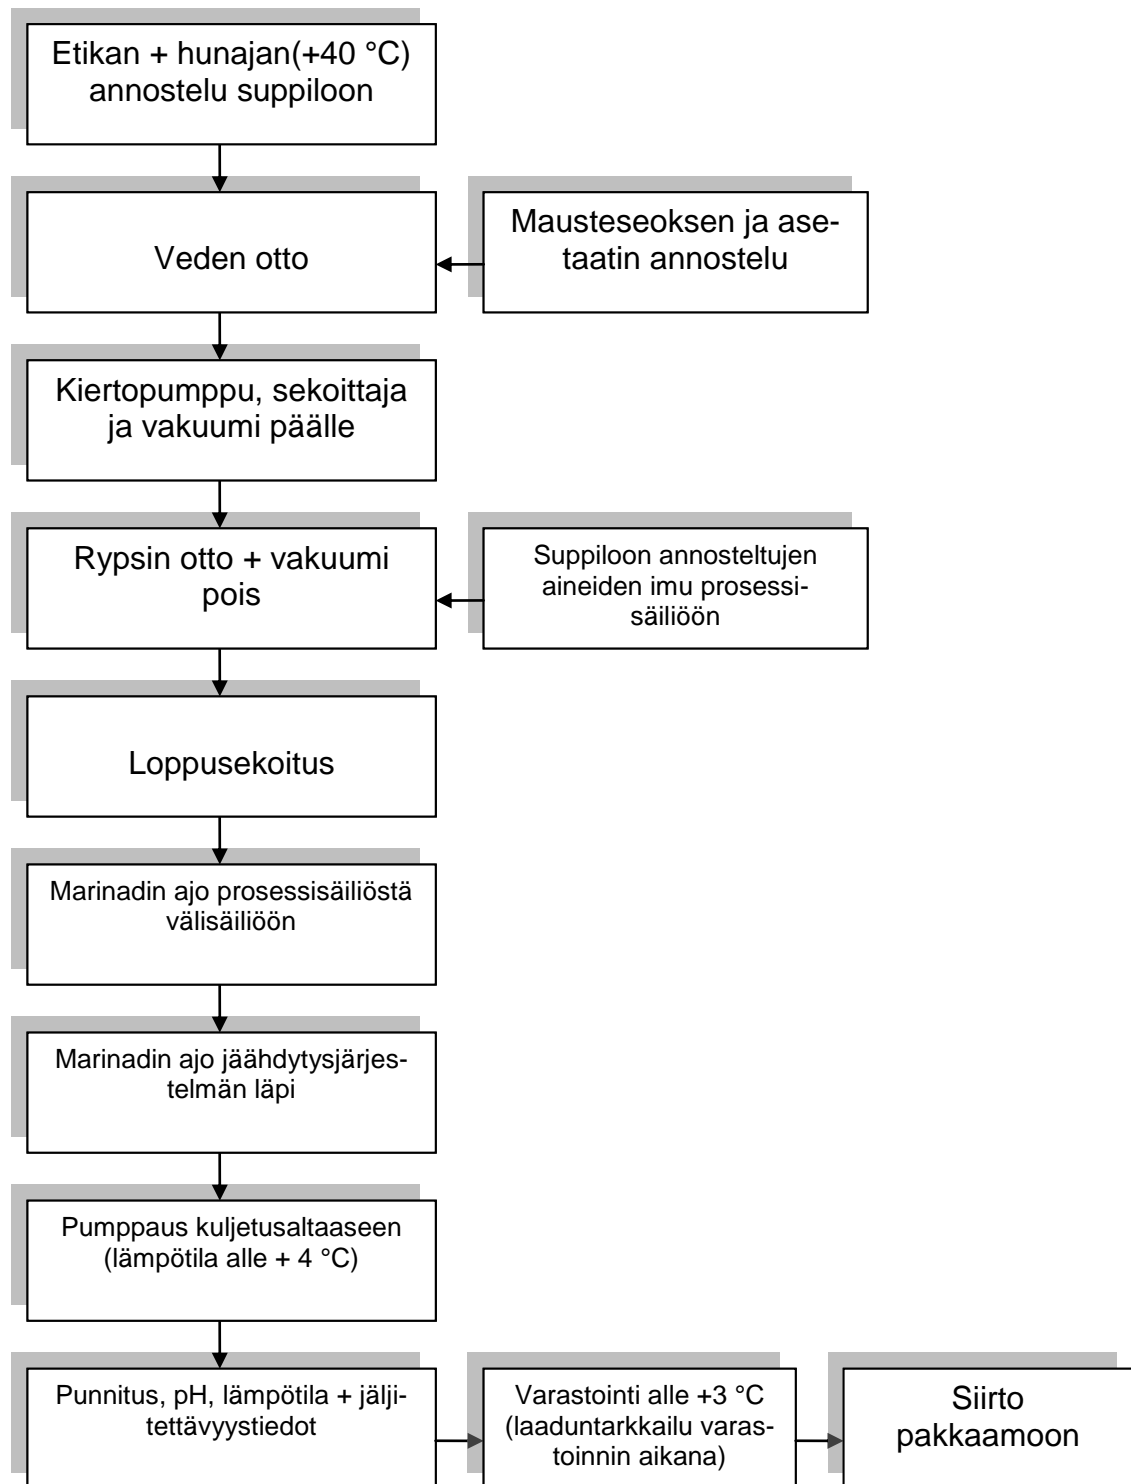 Etikan + hunajan(+40 °C)
annostelu suppiloon
Veden otto
Mausteseoksen ja ase-
taatin annostelu
Kiertopumppu, sekoittaja
ja vakuumi päälle
Rypsin otto + vakuumi
pois
Suppiloon annosteltujen
aineiden imu prosessi-
säiliöön
Loppusekoitus
Marinadin ajo prosessisäiliöstä
välisäiliöön
Marinadin ajo jäähdytysjärjes-
telmän läpi
Pumppaus kuljetusaltaaseen
(lämpötila alle + 4 °C)
Punnitus, pH, lämpötila + jälji-
tettävyystiedot
Varastointi alle +3 °C
(laaduntarkkailu varas-
toinnin aikana)
Siirto
pakkaamoon